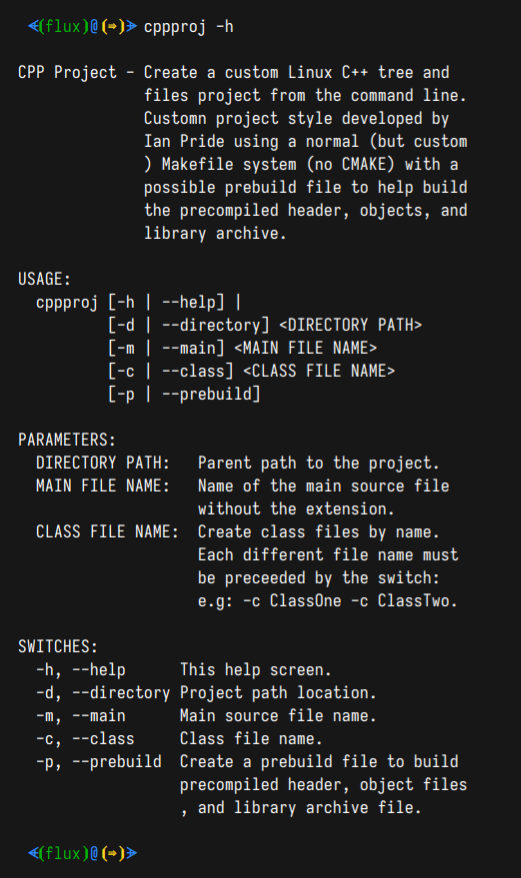 ⋞(flux)@(⇒)⋟ cppproj -h
CPP Project - Create a custom Linux C++ tree and
files project from the command line.
Customn project style developed by
Ian Pride using a normal (but custom
) Makefile system (no CMAKE) with a
possible prebuild file to help build
the precompiled header, objects, and
library archive.
USAGE:
cppproj [-h | --help] |
[-d | --directory] <DIRECTORY PATH>
[-m | --main] <MAIN FILE NAME>
[-c | --class] <CLASS FILE NAME>
[-p | --prebuild]
PARAMETERS:
DIRECTORY PATH: Parent path to the project.
MAIN FILE NAME: Name of the main source file
without the extension.
CLASS FILE NAME: Create class files by name.
Each different file name must
be preceeded by the switch:
e.g: -c ClassOne -c ClassTwo.
SWITCHES:
-h, --help This help screen.
-d, --directory Project path location.
-m, --main Main source file name.
-c, --class Class file name.
-p, --prebuild Create a prebuild file to build
precompiled header, object files
, and library archive file.
⋞(flux)@(⇒)⋟